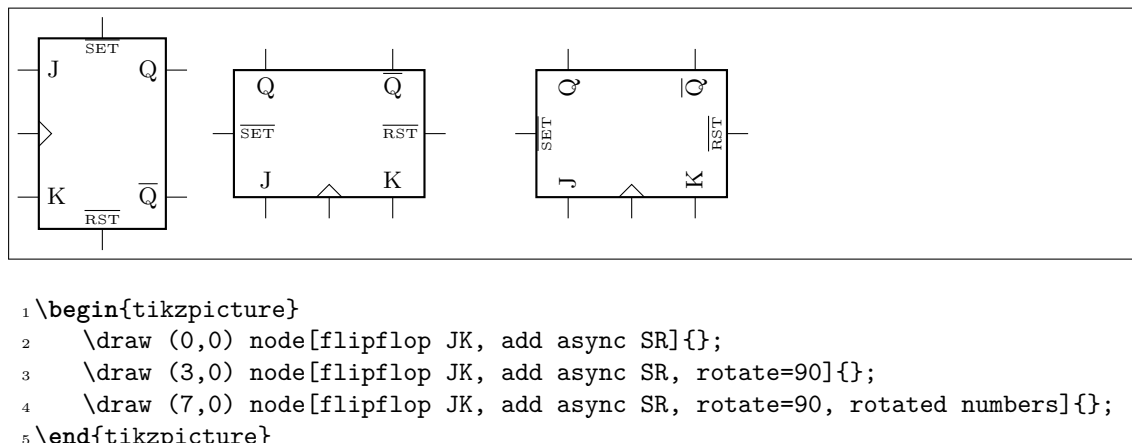 SET
J Q
K Q
RST
Q Q
SET RST
J K
Q Q
SET RST
J K
1 \begin{tikzpicture}
2 \draw (0,0) node[flipflop JK, add async SR]{};
3 \draw (3,0) node[flipflop JK, add async SR, rotate=90]{};
4 \draw (7,0) node[flipflop JK, add async SR, rotate=90, rotated numbers]{};
5 \end{tikzpicture}